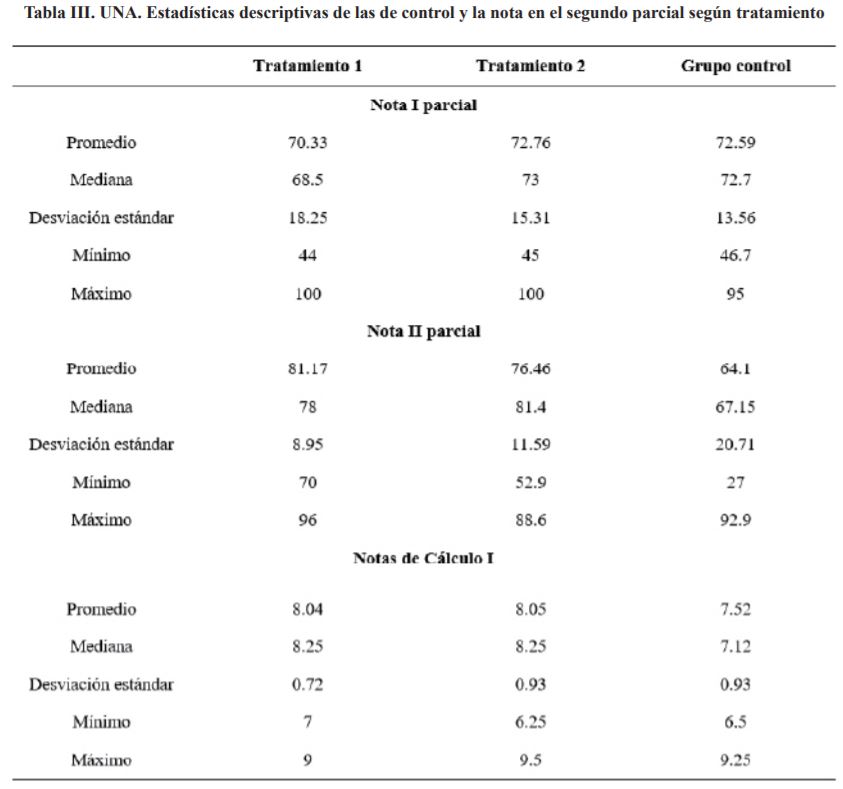 Tabla III. UNA. Estadísticas descriptivas de las de control y la nota en el segundo parcial según tratamiento
Tratamiento 1 Tratamiento 2 Grupo control
Nota I parcial
Promedio 70.33 72.76 72.59
Mediana 68.5 73 72.7
Desviación estándar 18.25 15.31 13.56
Mínimo 44 45 46.7
Máximo 100 100 95
Nota II parcial
Promedio 81.17 76.46 64.1
Mediana 78 81.4 67.15
Desviación estándar 8.95 11.59 20.71
Mínimo 70 52.9 27
Máximo 96 88.6 92.9
Notas de Cálculo I
Promedio 8.04 8.05 7.52
Mediana 8.25 8.25 7.12
Desviación estándar 0.72 0.93 0.93
Mínimo 7 6.25 6.5
Máximo 9 9.5 9.25